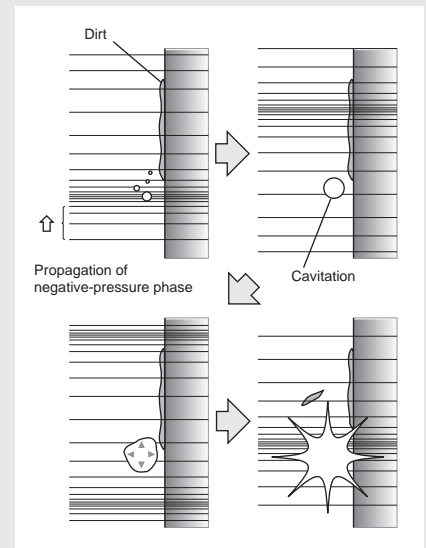 Dirt
Propagation of
negative-pressure phase
Cavitation